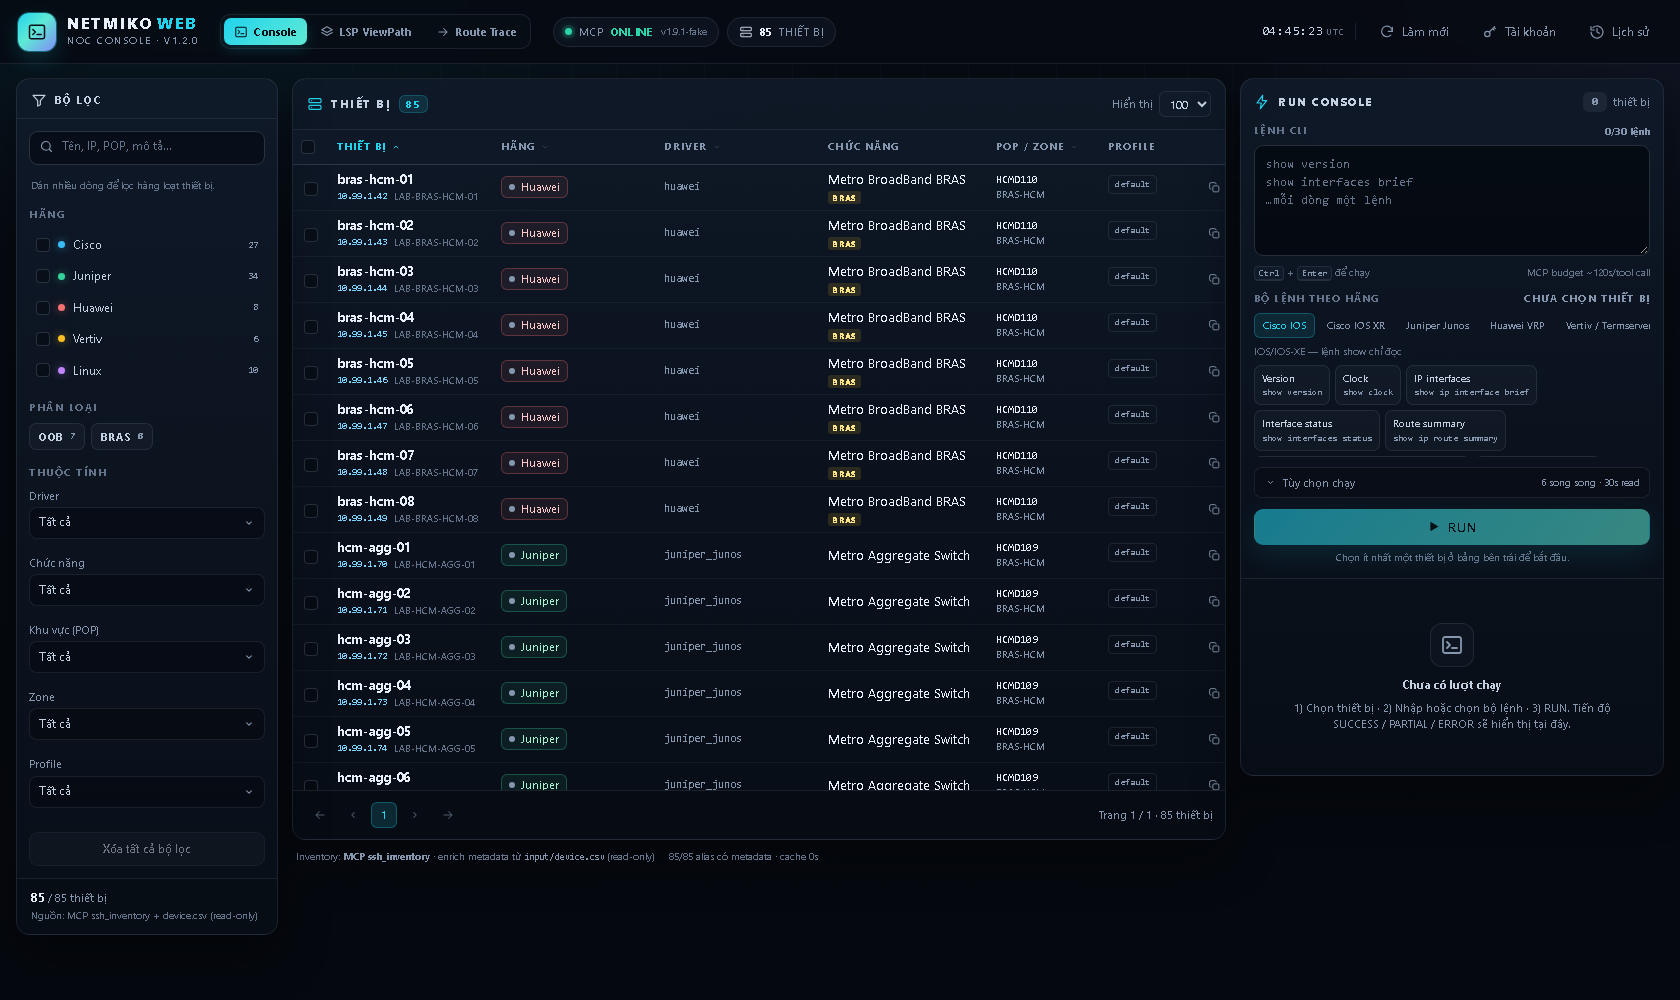 NETMIKO WEB
NOC CONSOLE · V1.2.0
Console
LSP ViewPath
Route Trace
MCP ONLINE v1.9.1-fake
85 THIẾT BỊ
04:45:23 UTC
Làm mới
Tài khoản
Lịch sử
BỘ LỌC
Tên, IP, POP, mô tả...
Dán nhiều dòng để lọc hàng loạt thiết bị.
HÃNG
Cisco 27
Juniper 34
Huawei 8
Vertiv 6
Linux 10
PHÂN LOẠI
OOB 7
BRAS 8
THUỘC TÍNH
Driver
Tất cả
Chức năng
Tất cả
Khu vực (POP)
Tất cả
Zone
Tất cả
Profile
Tất cả
Xóa tất cả bộ lọc
85 / 85 thiết bị
Nguồn: MCP ssh_inventory + device.csv (read-only)
THIẾT BỊ 85
Hiển thị 100
THIẾT BỊ HÃNG DRIVER CHỨC NĂNG POP / ZONE PROFILE
bras-hcm-01 Huawei huawei Metro BroadBand BRAS HCMD110 default
10.99.1.42 LAB-BRAS-HCM-01 BRAS BRAS-HCM
bras-hcm-02 Huawei huawei Metro BroadBand BRAS HCMD110 default
10.99.1.43 LAB-BRAS-HCM-02 BRAS BRAS-HCM
bras-hcm-03 Huawei huawei Metro BroadBand BRAS HCMD110 default
10.99.1.44 LAB-BRAS-HCM-03 BRAS BRAS-HCM
bras-hcm-04 Huawei huawei Metro BroadBand BRAS HCMD110 default
10.99.1.45 LAB-BRAS-HCM-04 BRAS BRAS-HCM
bras-hcm-05 Huawei huawei Metro BroadBand BRAS HCMD110 default
10.99.1.46 LAB-BRAS-HCM-05 BRAS BRAS-HCM
bras-hcm-06 Huawei huawei Metro BroadBand BRAS HCMD110 default
10.99.1.47 LAB-BRAS-HCM-06 BRAS BRAS-HCM
bras-hcm-07 Huawei huawei Metro BroadBand BRAS HCMD110 default
10.99.1.48 LAB-BRAS-HCM-07 BRAS BRAS-HCM
bras-hcm-08 Huawei huawei Metro BroadBand BRAS HCMD110 default
10.99.1.49 LAB-BRAS-HCM-08 BRAS BRAS-HCM
hcm-agg-01 Juniper juniper_junos Metro Aggregate Switch HCMD109 default
10.99.1.70 LAB-HCM-AGG-01 BRAS-HCM
hcm-agg-02 Juniper juniper_junos Metro Aggregate Switch HCMD109 default
10.99.1.71 LAB-HCM-AGG-02 BRAS-HCM
hcm-agg-03 Juniper juniper_junos Metro Aggregate Switch HCMD109 default
10.99.1.72 LAB-HCM-AGG-03 BRAS-HCM
hcm-agg-04 Juniper juniper_junos Metro Aggregate Switch HCMD109 default
10.99.1.73 LAB-HCM-AGG-04 BRAS-HCM
hcm-agg-05 Juniper juniper_junos Metro Aggregate Switch HCMD109 default
10.99.1.74 LAB-HCM-AGG-05 BRAS-HCM
hcm-agg-06 Juniper juniper_junos Metro Aggregate Switch HCMD109 default
1
Trang 1 / 1 · 85 thiết bị
Inventory: MCP ssh_inventory · enrich metadata từ input/device.csv (read-only) 85/85 alias có metadata · cache 0s
RUN CONSOLE 0 thiết bị
LỆNH CLI 0/30 lệnh
show version
show interfaces brief
…mỗi dòng một lệnh
Ctrl + Enter để chạy MCP budget ~120s/tool call
BỘ LỆNH THEO HÃNG CHƯA CHỌN THIẾT BỊ
Cisco IOS Cisco IOS XR Juniper Junos Huawei VRP Vertiv / Termserver
IOS/IOS-XE — lệnh show chỉ đọc
Version Clock IP interfaces
show version show clock show ip interface brief
Interface status Route summary
show interfaces status show ip route summary
Tùy chọn chạy 6 song song · 30s read
RUN
Chọn ít nhất một thiết bị ở bảng bên trái để bắt đầu.
Chưa có lượt chạy
1) Chọn thiết bị · 2) Nhập hoặc chọn bộ lệnh · 3) RUN. Tiến độ
SUCCESS / PARTIAL / ERROR sẽ hiển thị tại đây.